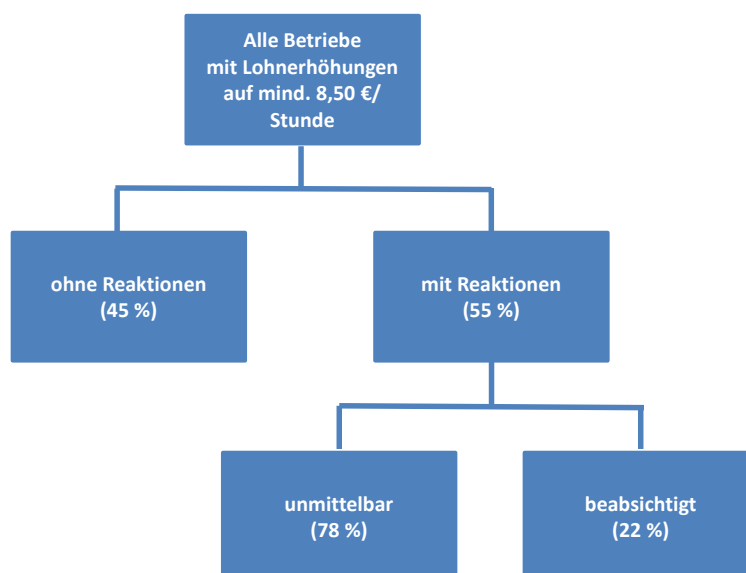 Alle Betriebe
mit Lohnerhöhungen
auf mind. 8,50 €/
Stunde
ohne Reaktionen
(45 %)
mit Reaktionen
(55 %)
unmittelbar
(78 %)
beabsichtigt
(22 %)